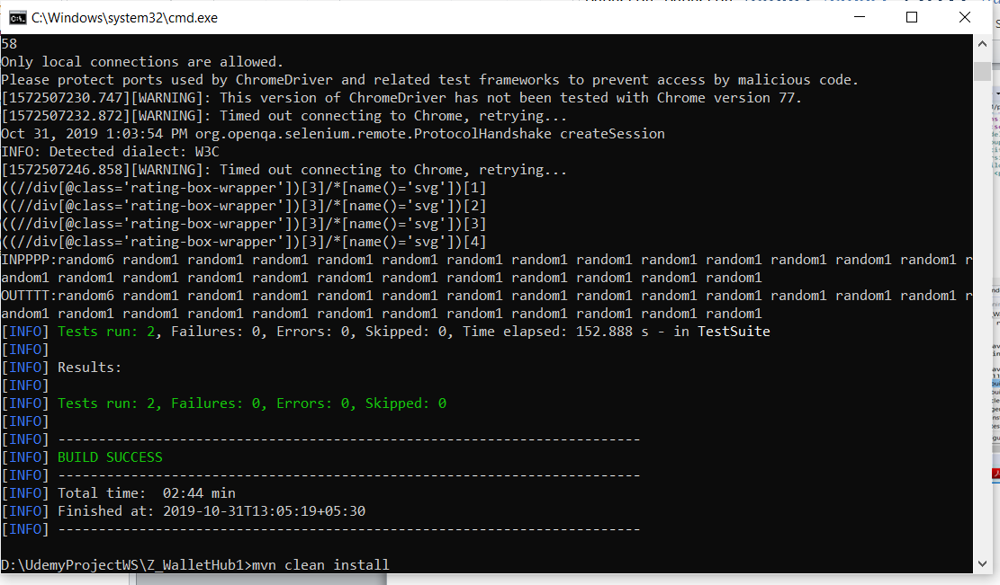 C:\Windows\system32\cmd.exe
58
Only local connections are allowed.
Please protect ports used by ChromeDriver and related test frameworks to prevent access by malicious code.
[1572507230.747][WARNING]: This version of ChromeDriver has not been tested with Chrome version 77.
[1572507232.872][WARNING]: Timed out connecting to Chrome, retrying...
Oct 31, 2019 1:03:54 PM org.openqa.selenium.remote.ProtocolHandshake createSession
INFO: Detected dialect: W3C
[1572507246.858][WARNING]: Timed out connecting to Chrome, retrying...
((//div[@class='rating-box-wrapper'])[3]/*[name()='svg'])[1]
((//div[@class='rating-box-wrapper'])[3]/*[name()='svg'])[2]
((//div[@class='rating-box-wrapper'])[3]/*[name()='svg'])[3]
((//div[@class='rating-box-wrapper'])[3]/*[name()='svg'])[4]
INPPPP:random6 random1 random1 random1 random1 random1 random1 random1 random1 random1 random1 random1 random1 random1 r
andom1 random1 random1 random1 random1 random1 random1 random1 random1 random1 random1 random1
OUTTTT:random6 random1 random1 random1 random1 random1 random1 random1 random1 random1 random1 random1 random1 random1 r
andom1 random1 random1 random1 random1 random1 random1 random1 random1 random1 random1 random1
[INFO] Tests run: 2, Failures: 0, Errors: 0, Skipped: 0, Time elapsed: 152.888 s - in TestSuite
[INFO]
[INFO] Results:
[INFO]
[INFO] Tests run: 2, Failures: 0, Errors: 0, Skipped: 0
[INFO]
[INFO] ------------------------------------------------------------------------
[INFO] BUILD SUCCESS
[INFO] ------------------------------------------------------------------------
[INFO] Total time:  02:44 min
[INFO] Finished at: 2019-10-31T13:05:19+05:30
[INFO] ------------------------------------------------------------------------
D:\UdemyProjectWS\Z_WalletHub1>mvn clean install